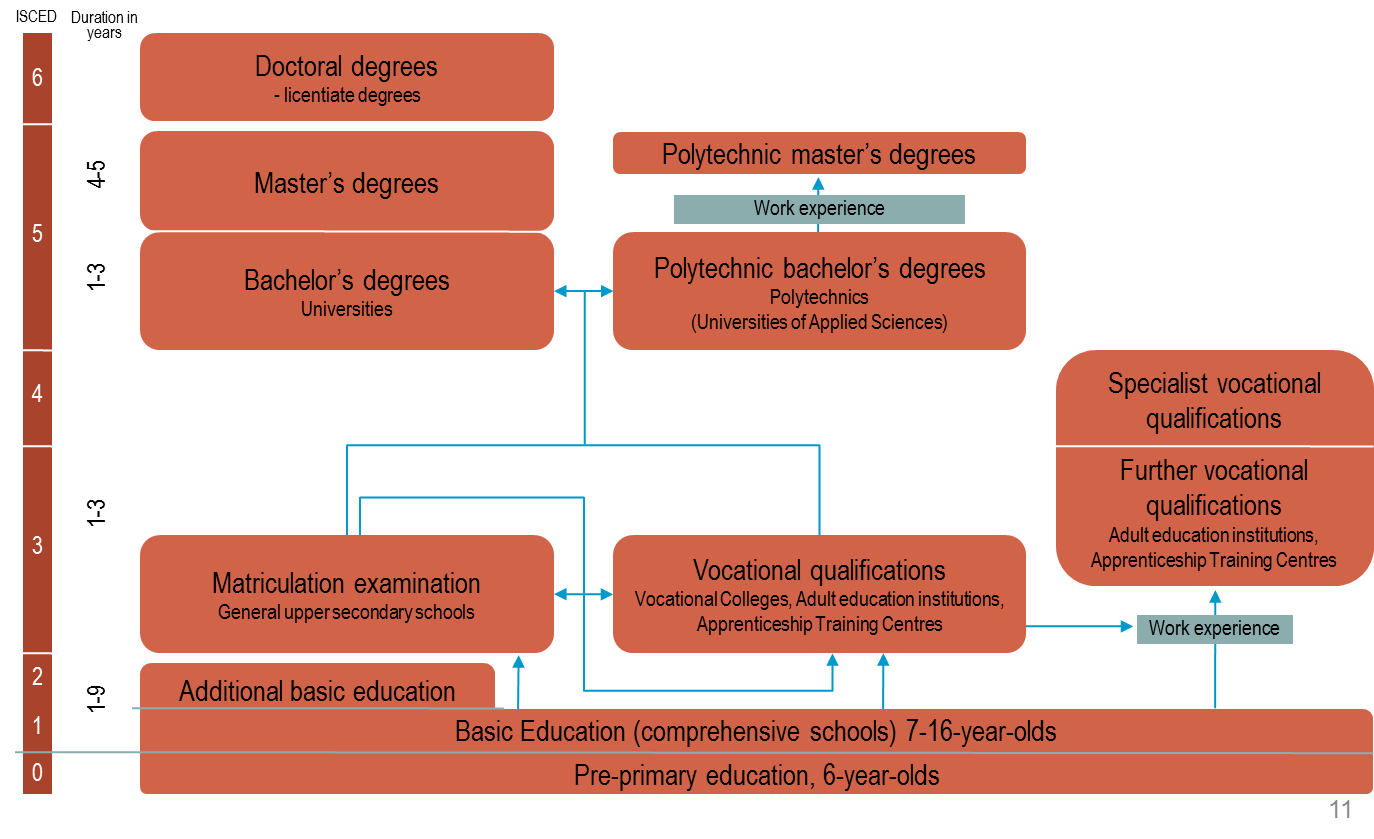 ISCED
Duration in
years
6
Doctoral degrees
- licentiate degrees
4-5
Master’s degrees
Polytechnic master’s degrees
Work experience
5
1-3
Bachelor’s degrees
Universities
Polytechnic bachelor’s degrees
Polytechnics
(Universities of Applied Sciences)
4
Specialist vocational
qualifications
Further vocational
qualifications
Adult education institutions,
Apprenticeship Training Centres
1-3
3
Matriculation examination
General upper secondary schools
Vocational qualifications
Vocational Colleges, Adult education institutions,
Apprenticeship Training Centres
Work experience
2
1-9
Additional basic education
1
Basic Education (comprehensive schools) 7-16-year-olds
0
Pre-primary education, 6-year-olds
11